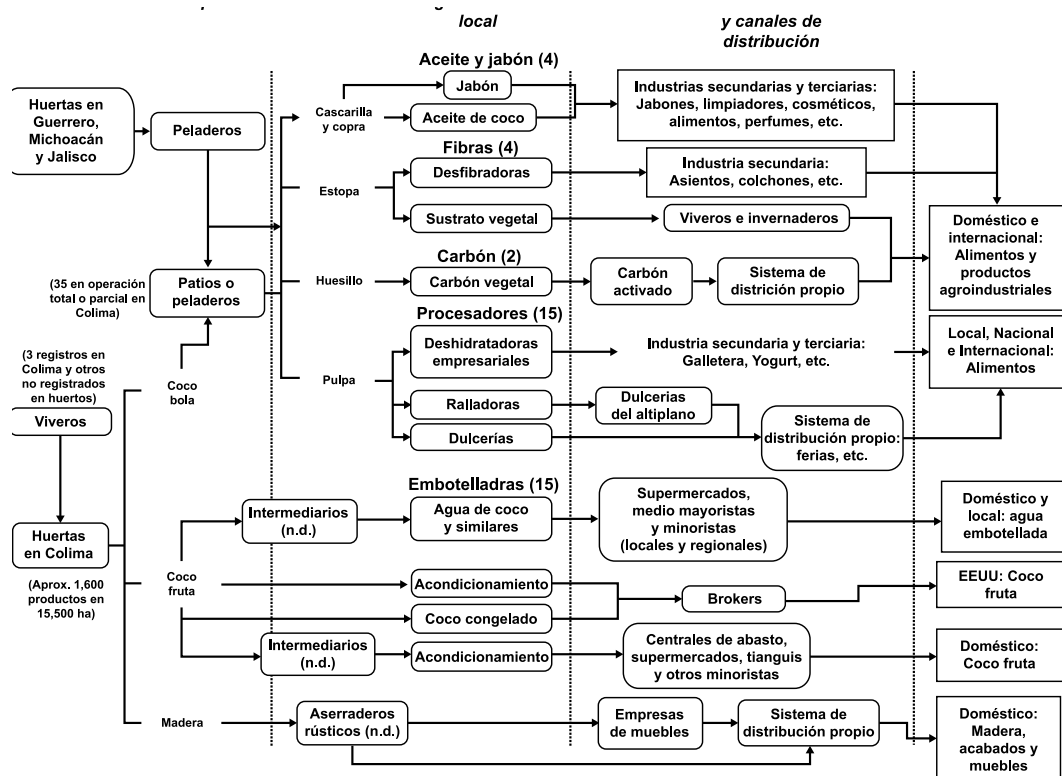 local
y canales de
distribución
Aceite y jabón (4)
Huertas en
Guerrero,
Michoacán
y Jalisco
Peladeros
Cascarilla
y copra
Jabón
Aceite de coco
Industrias secundarias y terciarias:
Jabones, limpiadores, cosméticos,
alimentos, perfumes, etc.
Fibras (4)
Estopa
Desfibradoras
Industria secundaria:
Asientos, colchones, etc.
Sustrato vegetal
Viveros e invernaderos
Doméstico e
internacional:
Alimentos y
productos
agroindustriales
(35 en operación
total o parcial en
Colima)
Patios o
peladeros
Carbón (2)
Huesillo
Carbón vegetal
Carbón
activado
Sistema de
districión propio
Procesadores (15)
Pulpa
Deshidratadoras
empresariales
Industria secundaria y terciaria:
Galletera, Yogurt, etc.
Local, Nacional
e Internacional:
Alimentos
Ralladoras
Dulcerias
del altiplano
Dulcerías
Sistema de
distribución propio:
ferias, etc.
(3 registros en
Colima y otros
no registrados
en huertos)
Viveros
Coco
bola
Huertas
en Colima
(Aprox. 1,600
productos en
15,500 ha)
Embotelladras (15)
Intermediarios
(n.d.)
Agua de coco
y similares
Supermercados,
medio mayoristas
y minoristas
(locales y regionales)
Doméstico y
local: agua
embotellada
Coco
fruta
Acondicionamiento
Coco congelado
Brokers
EEUU: Coco
fruta
Intermediarios
(n.d.)
Acondicionamiento
Centrales de abasto,
supermercados, tianguis
y otros minoristas
Doméstico:
Coco fruta
Madera
Aserraderos
rústicos (n.d.)
Empresas
de muebles
Sistema de
distribución propio
Doméstico:
Madera,
acabados y
muebles